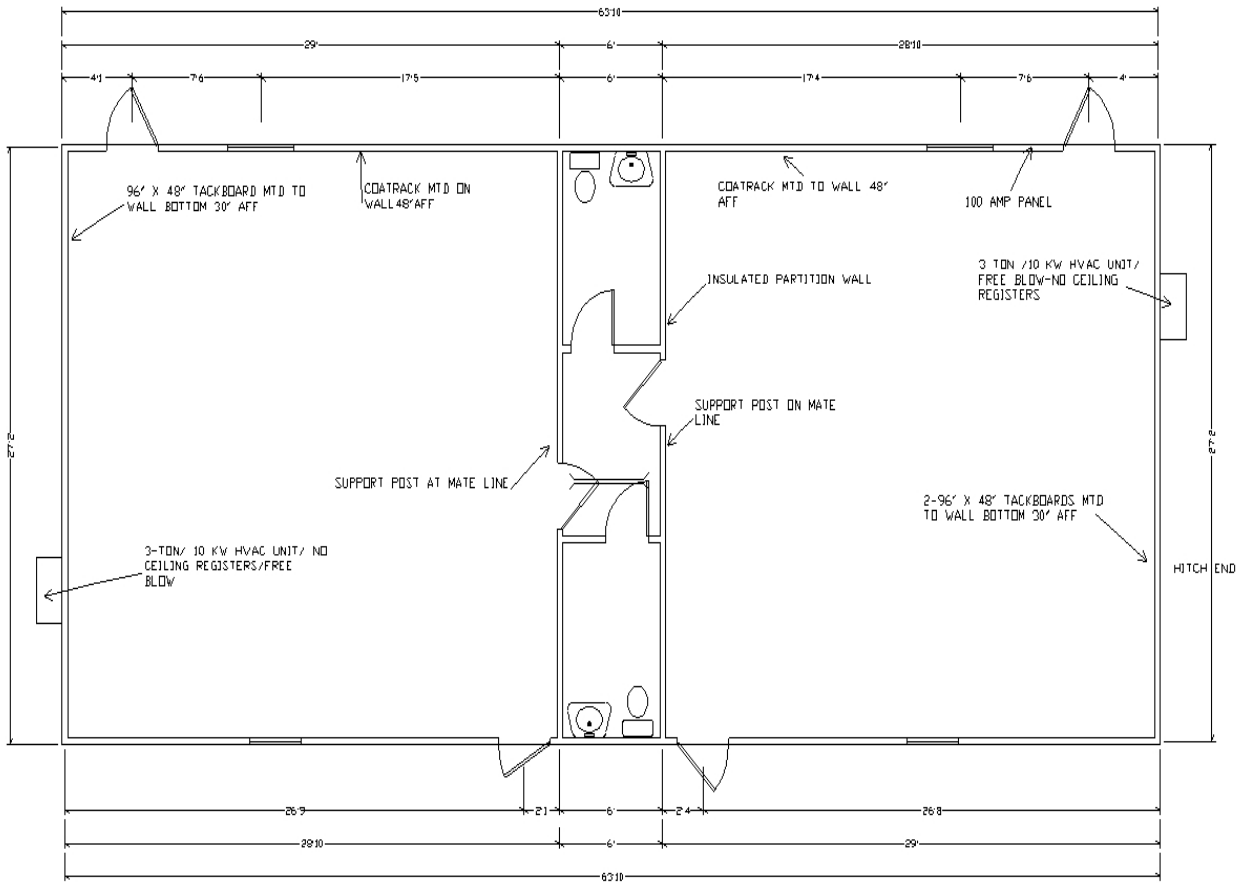 63'10
29' 6' 28'10
4'1 7'6 17'5 6' 17'4 7'6 4'
96" X 48" TACKBOARD MTD TO
WALL BOTTOM 30" AFF
COATRACK MTD ON
WALL 48"AFF
COATRACK MTD TO WALL 48"
AFF
100 AMP PANEL
3 TON /10 KW HVAC UNIT/
FREE BLOW-NO CEILING
REGISTERS
INSULATED PARTITION WALL
SUPPORT POST ON MATE
LINE
27'2
27'2
SUPPORT POST AT MATE LINE
2-96" X 48" TACKBOARDS MTD
TO WALL BOTTOM 30" AFF
3-TON/ 10 KW HVAC UNIT/ NO
CEILING REGISTERS/FREE
BLOW
HITCH END
26'9 2'1 6' 2'4 26'8
28'10 6' 29'
63'10